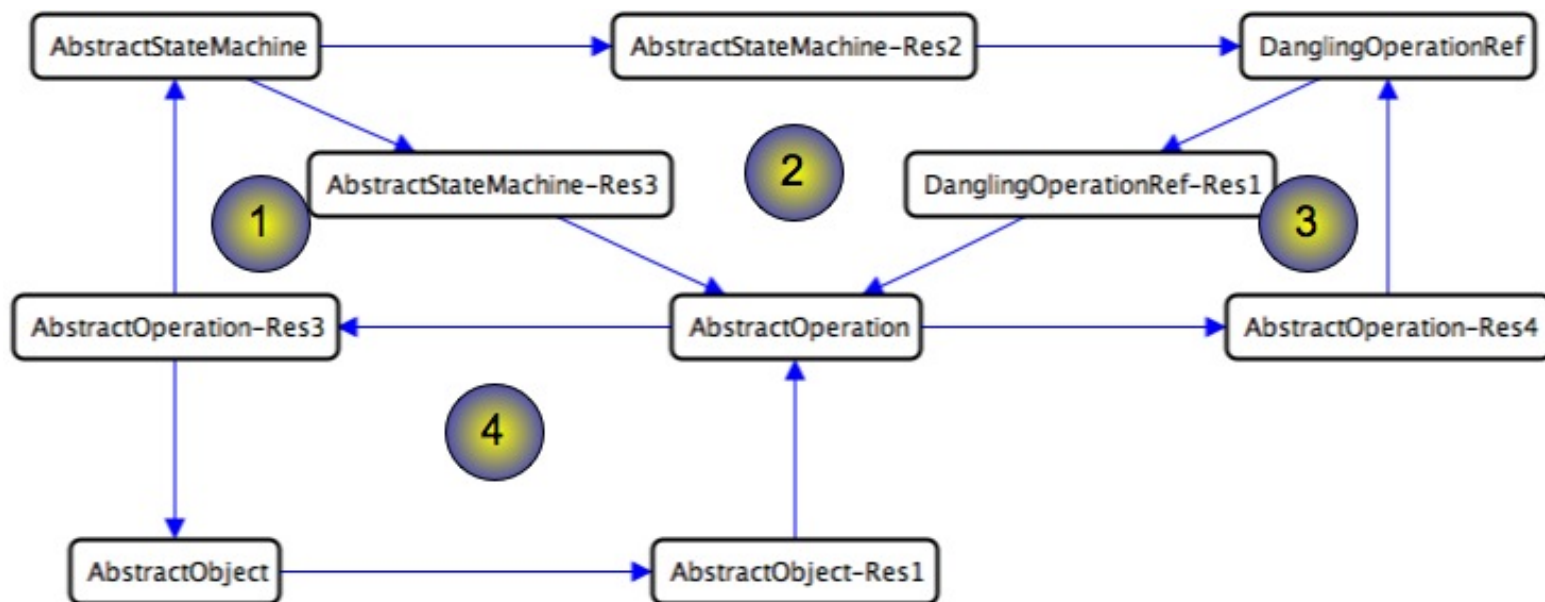 AbstractStateMachine
AbstractStateMachine-Res2
DanglingOperationRef
AbstractStateMachine-Res3
2
DanglingOperationRef-Res1
1
3
AbstractOperation-Res3
AbstractOperation
AbstractOperation-Res4
4
AbstractObject
AbstractObject-Res1